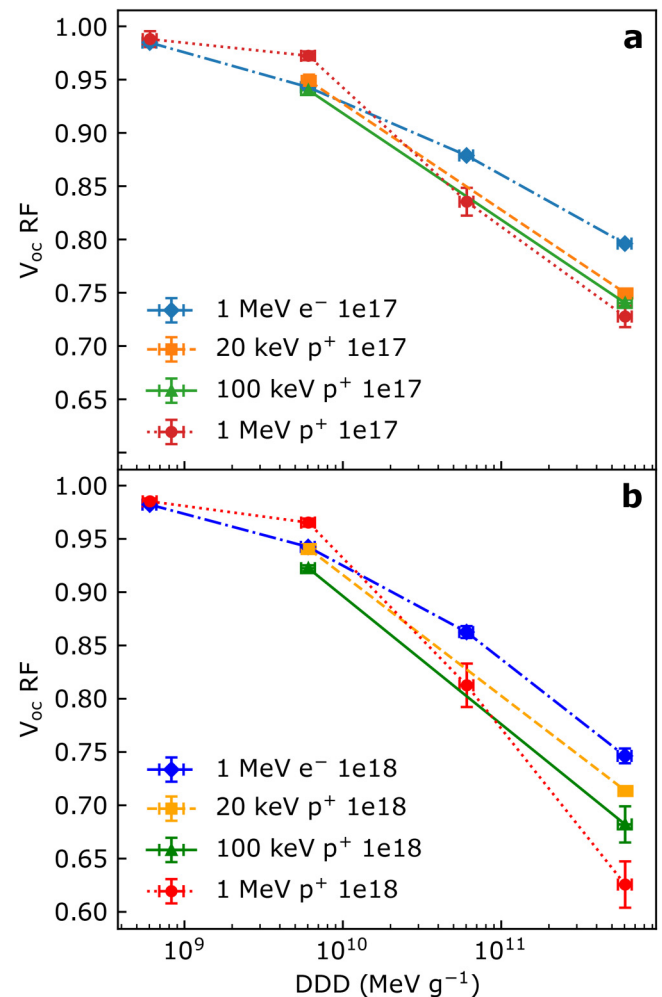 a
1.00
0.95
0.90
0.85
0.80
0.75
0.70
0.65
V_oc RF
1 MeV e⁻ 1e17
20 keV p⁺ 1e17
100 keV p⁺ 1e17
1 MeV p⁺ 1e17
b
1.00
0.95
0.90
0.85
0.80
0.75
0.70
0.65
0.60
V_oc RF
1 MeV e⁻ 1e18
20 keV p⁺ 1e18
100 keV p⁺ 1e18
1 MeV p⁺ 1e18
10⁹ 10¹⁰ 10¹¹
DDD (MeV g⁻¹)